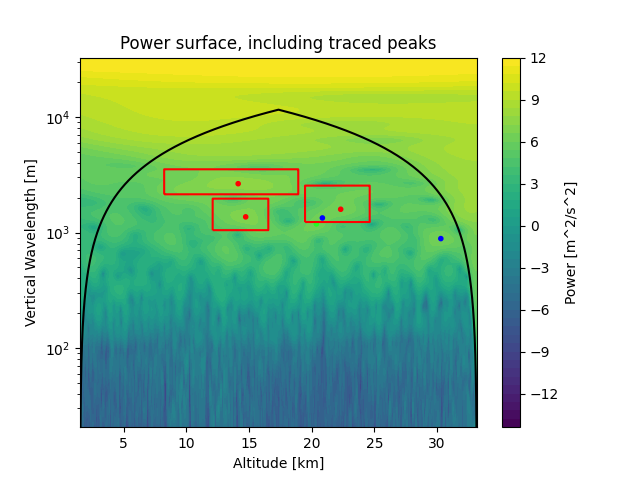 Power surface, including traced peaks
Vertical Wavelength [m]
10^4
10^3
10^2
5 10 15 20 25 30
Altitude [km]
12
9
6
3
0
−3
−6
−9
−12
Power [m^2/s^2]